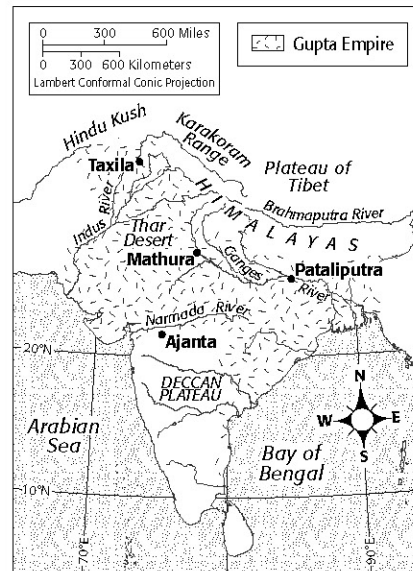 0 300 600 Miles
0 300 600 Kilometers
Lambert Conformal Conic Projection
Gupta Empire
Hindu Kush
Karakoram
Range
Taxila
Plateau of
Tibet
HIMALAYAS
Brahmaputra River
Indus River
Thar
Desert
Mathura
Ganges
River
Pataliputra
Narmada River
Ajanta
20°N
DECCAN
PLATEAU
N
W E
S
Arabian
Sea
Bay of
Bengal
10°N
70°E
90°E